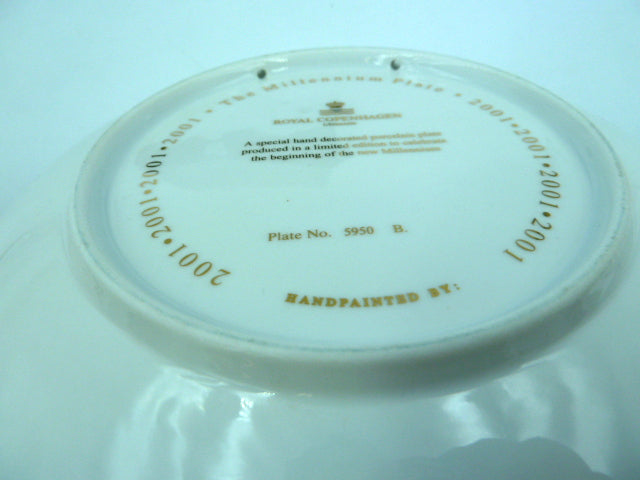 2001•2001•2001•2001 • The Millennium Plate • 2001•2001•2001•2001
ROYAL COPENHAGEN
A special hand decorated porcelain plate
produced in a limited edition to celebrate
the beginning of the new Millennium
Plate No. 5950 B.
HANDPAINTED BY: